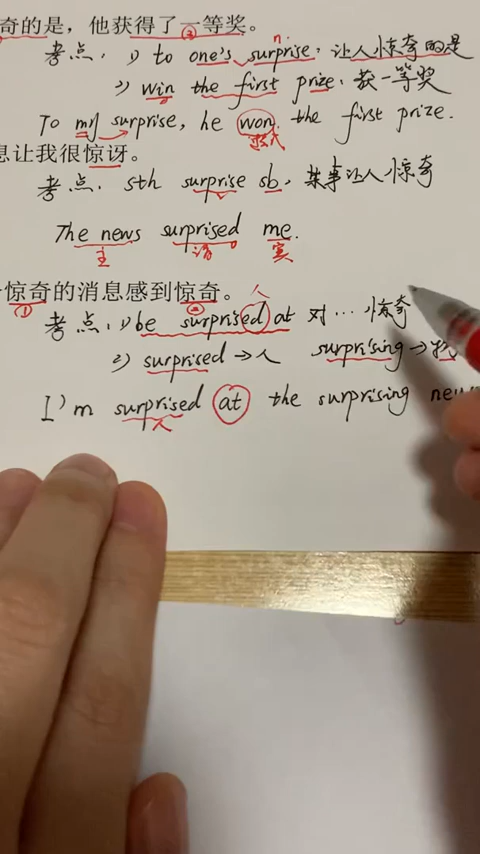 奇的是，他获得了一等奖。
n.
考点，1) to one's surprise，让人惊奇的是
2) win the first prize，获一等奖
To my surprise, he won the first prize.
过去式
息让我很惊讶。
考点，sth surprise sb，某事让人惊奇
The news surprised me.
主 谓 宾
惊奇的消息感到惊奇。人
① ②
考点，1) be surprised at 对…惊奇
2) surprised → 人 surprising →
I'm surprised at the surprising
人